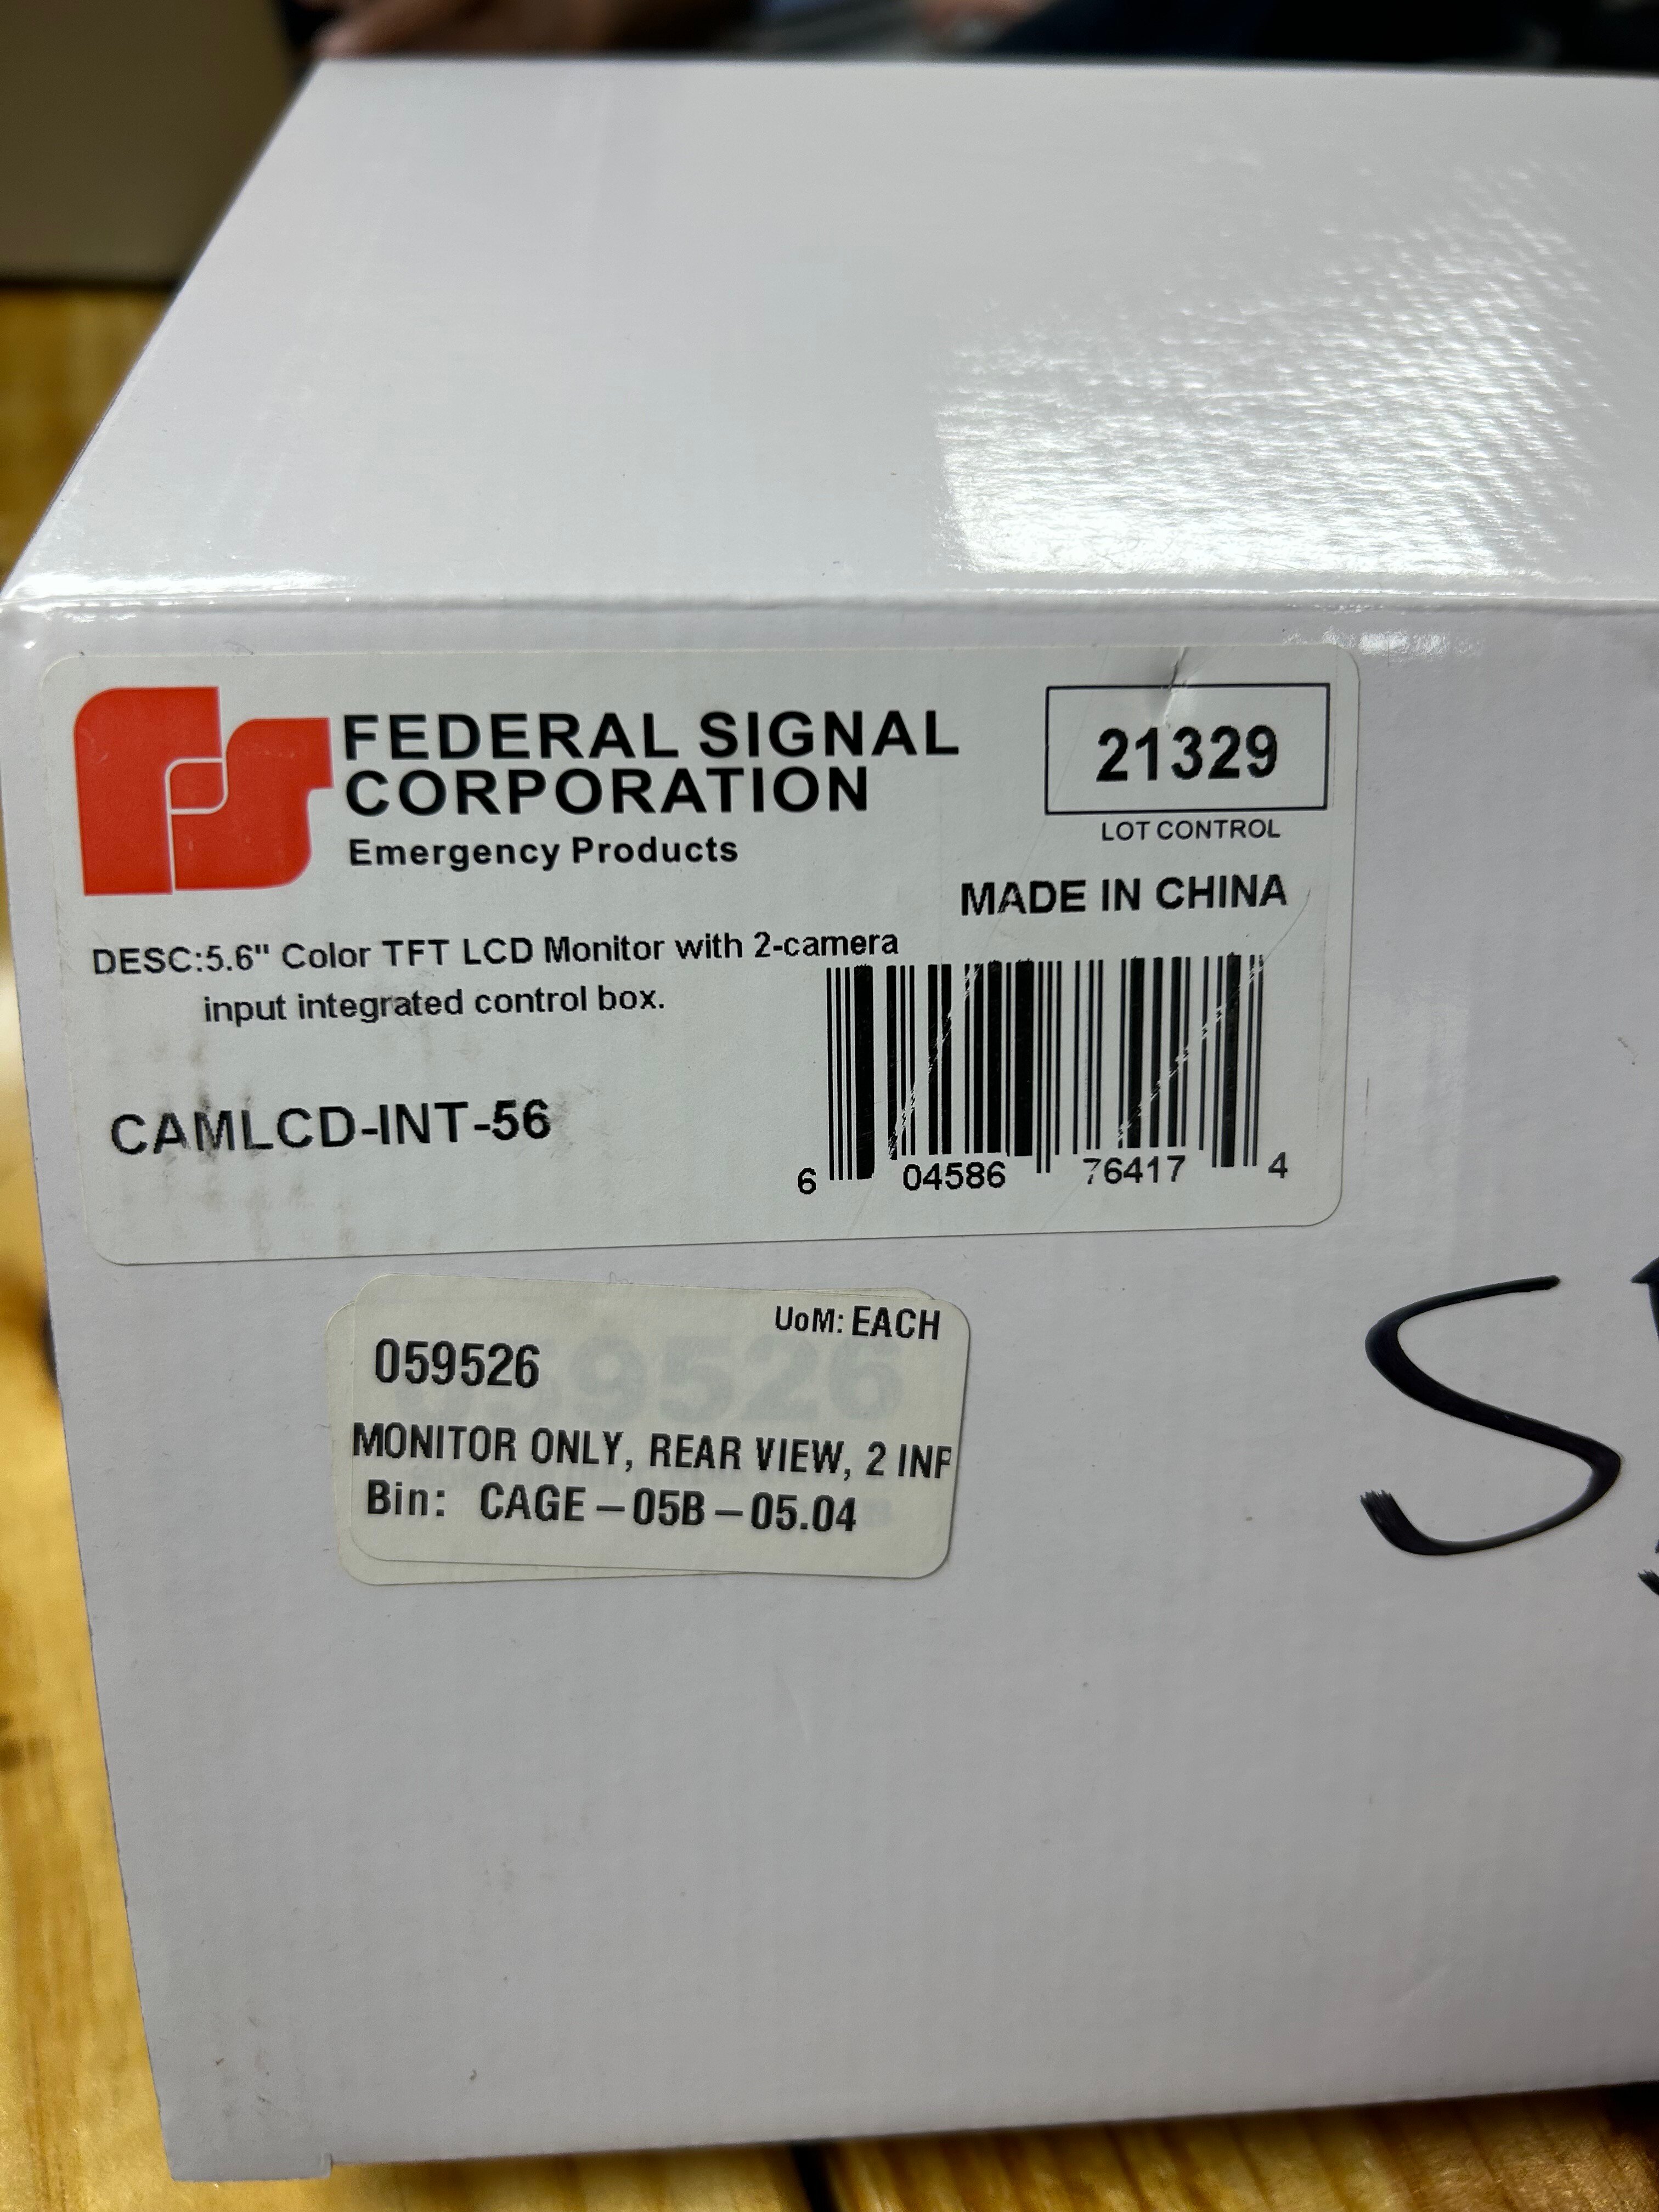 FEDERAL SIGNAL
CORPORATION
Emergency Products
21329
LOT CONTROL
MADE IN CHINA
DESC:5.6" Color TFT LCD Monitor with 2-camera
input integrated control box.
CAMLCD-INT-56
6 04586 76417 4
UoM: EACH
059526
MONITOR ONLY, REAR VIEW, 2 INP
Bin: CAGE-05B-05.04
S